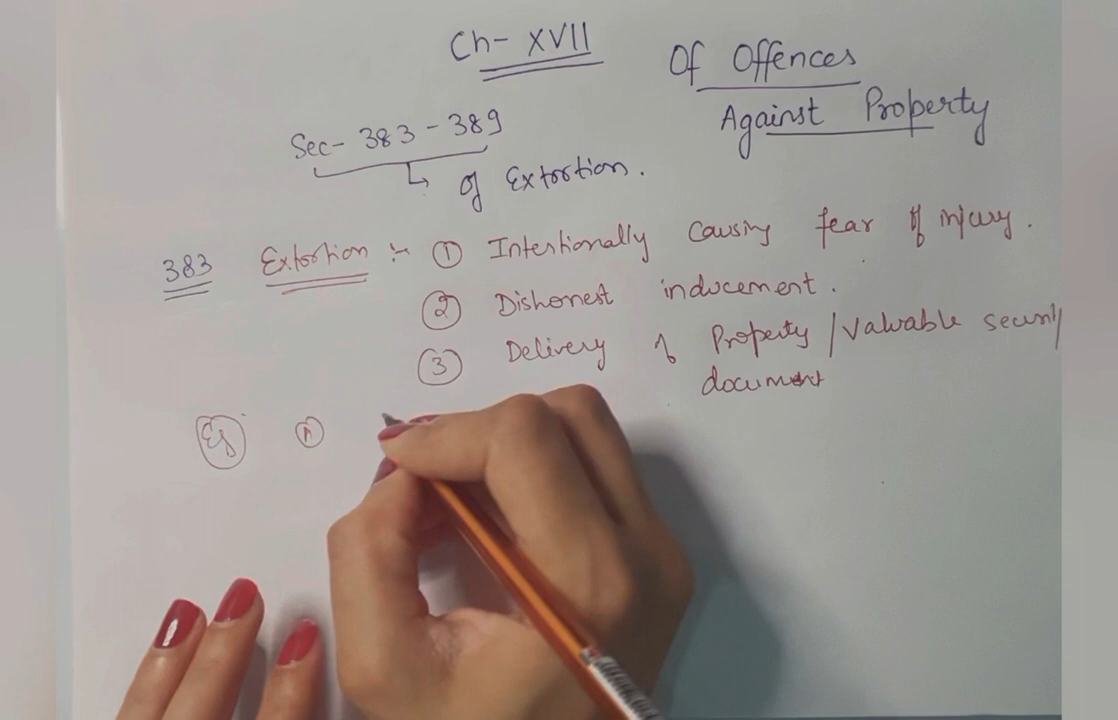 Ch- XVII
Of Offences
Against Property
Sec- 383 - 389
↳ of Extortion.
383 Extortion :- ① Intentionally causing fear of injury.
② Dishonest inducement.
③ Delivery of Property / Valuable security
document
Eg A